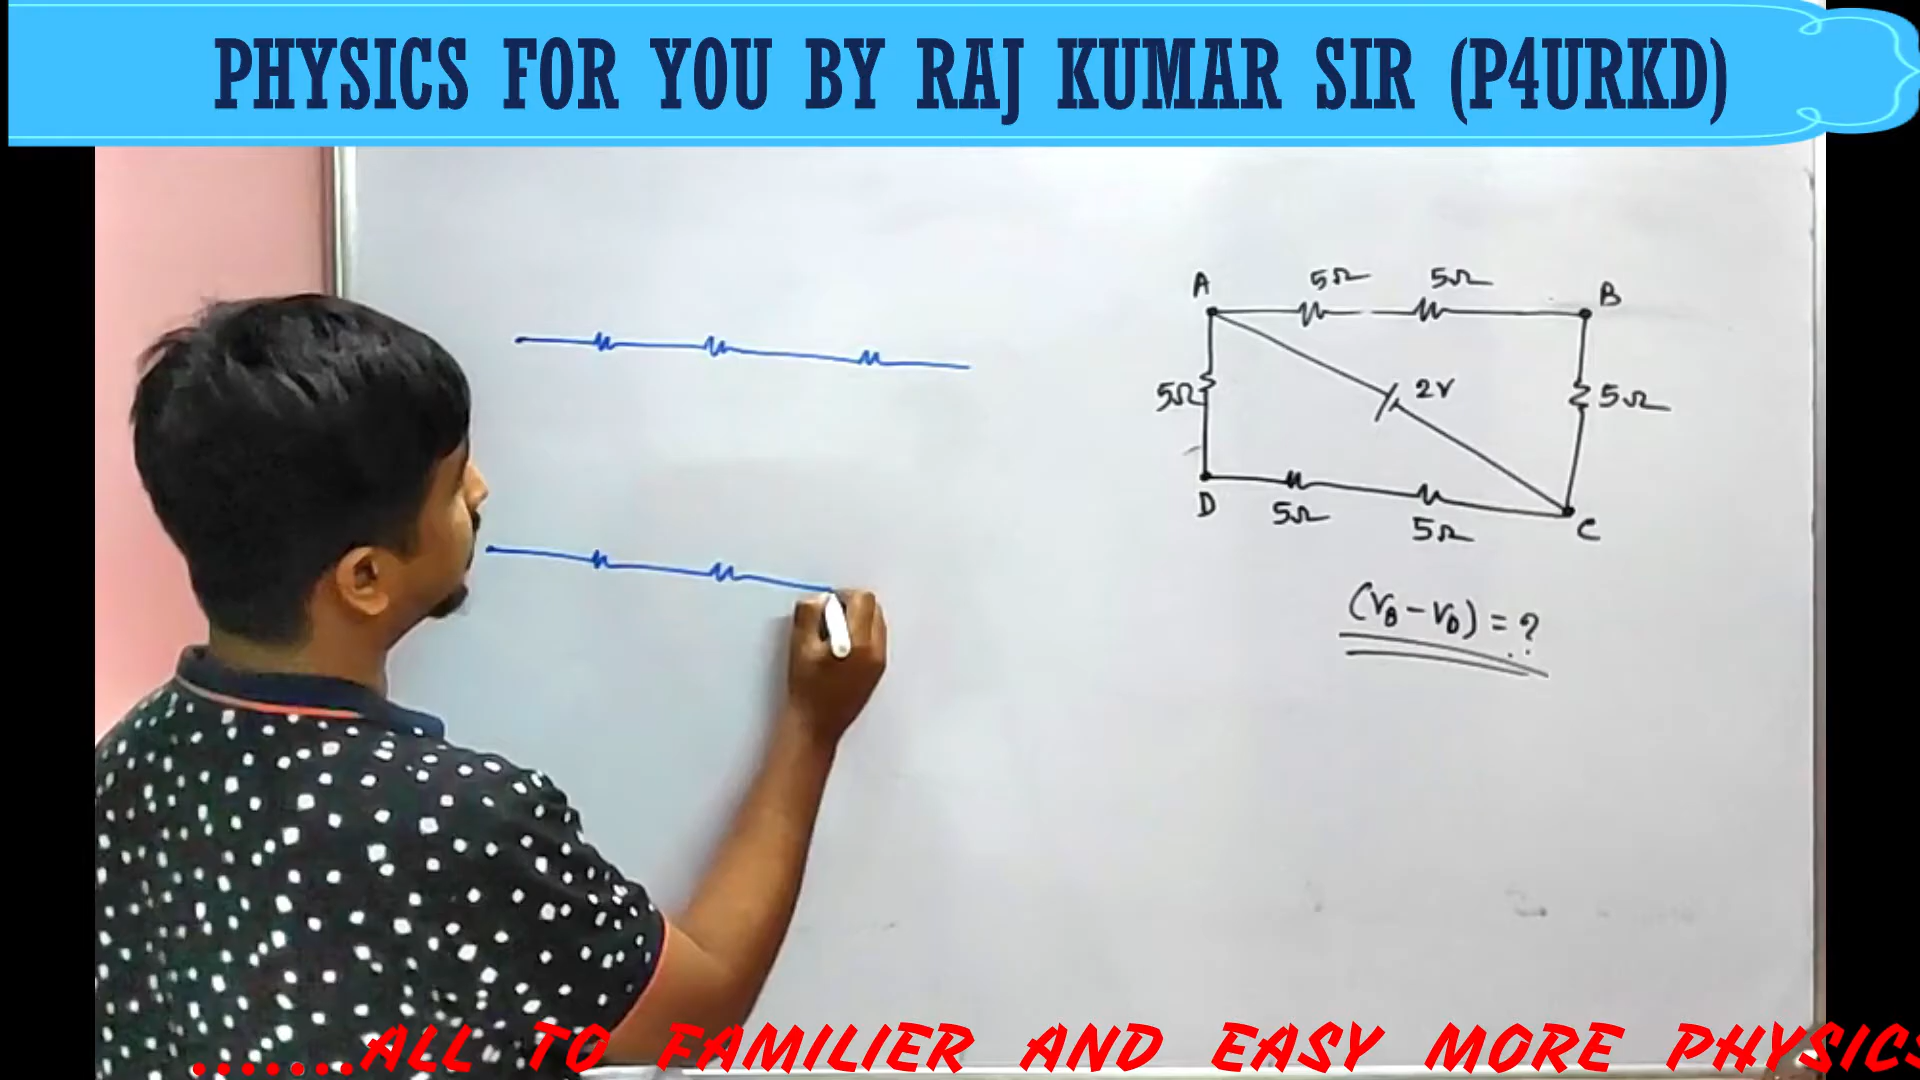 PHYSICS FOR YOU BY RAJ KUMAR SIR (P4URKD)
A 5Ω 5Ω B
5Ω 2V 5Ω
D 5Ω 5Ω C
(VB - VD) = ?
.......ALL TO FAMILIER AND EASY MORE PHYSICS